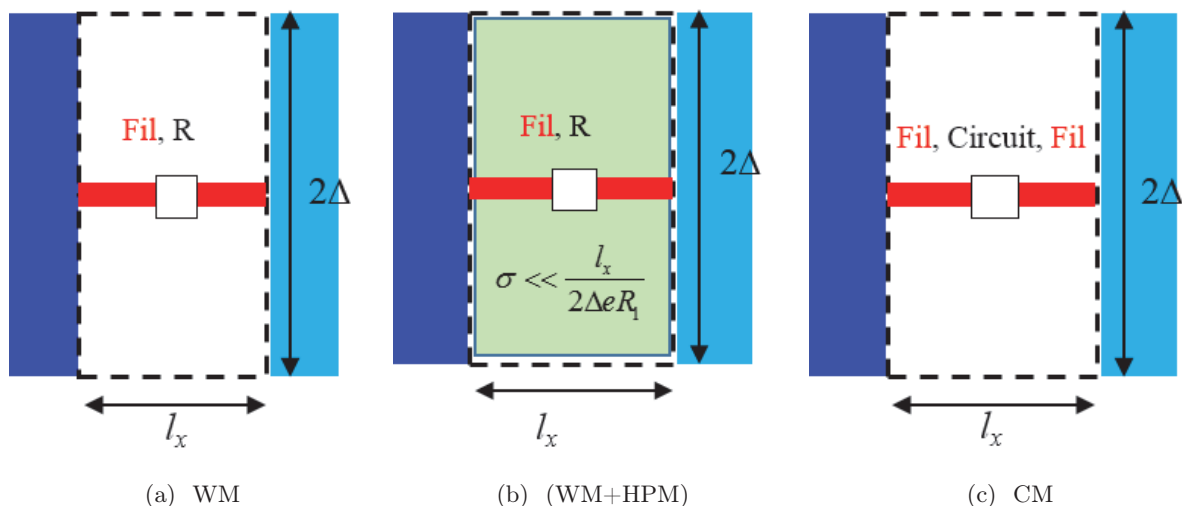 Fil, R
2Δ
l_x
(a) WM
Fil, R
2Δ
σ << l_x / 2ΔeR_1
l_x
(b) (WM+HPM)
Fil, Circuit, Fil
2Δ
l_x
(c) CM